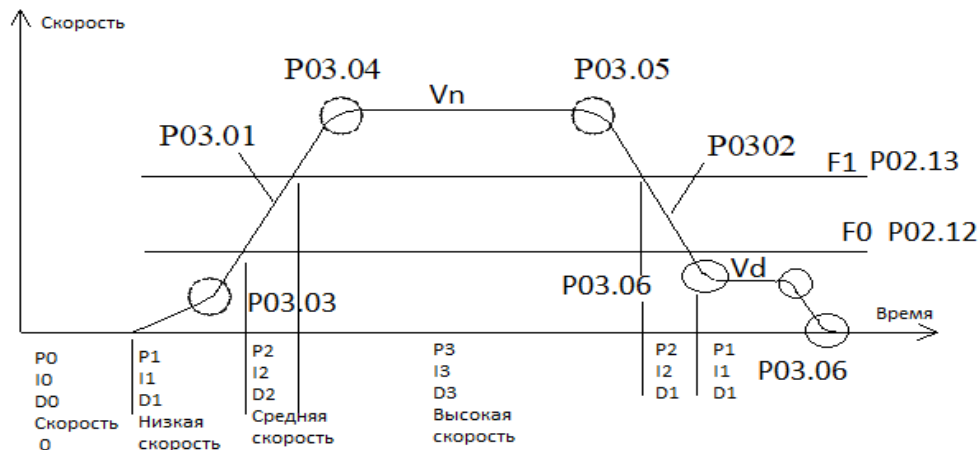 Скорость
P03.04
P03.05
Vn
P03.01
P0302
F1 P02.13
F0 P02.12
P03.03
P03.06
Vd
Время
P03.06
P0
I0
D0
Скорость
0
P1
I1
D1
Низкая
скорость
P2
I2
D2
Средняя
скорость
P3
I3
D3
Высокая
скорость
P2
I2
D1
P1
I1
D1